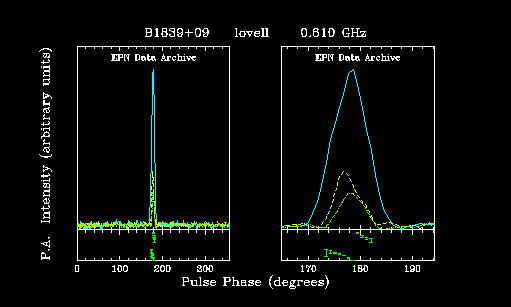 B1839+09 lovell 0.610 GHz
EPN Data Archive EPN Data Archive
P.A. Intensity (arbitrary units)
0 100 200 300 170 180 190
Pulse Phase (degrees)